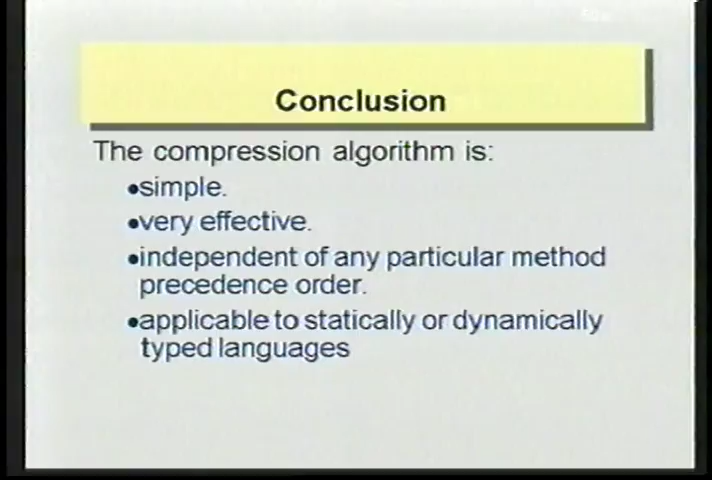 Conclusion
The compression algorithm is:
●simple.
●very effective.
●independent of any particular method
precedence order.
●applicable to statically or dynamically
typed languages